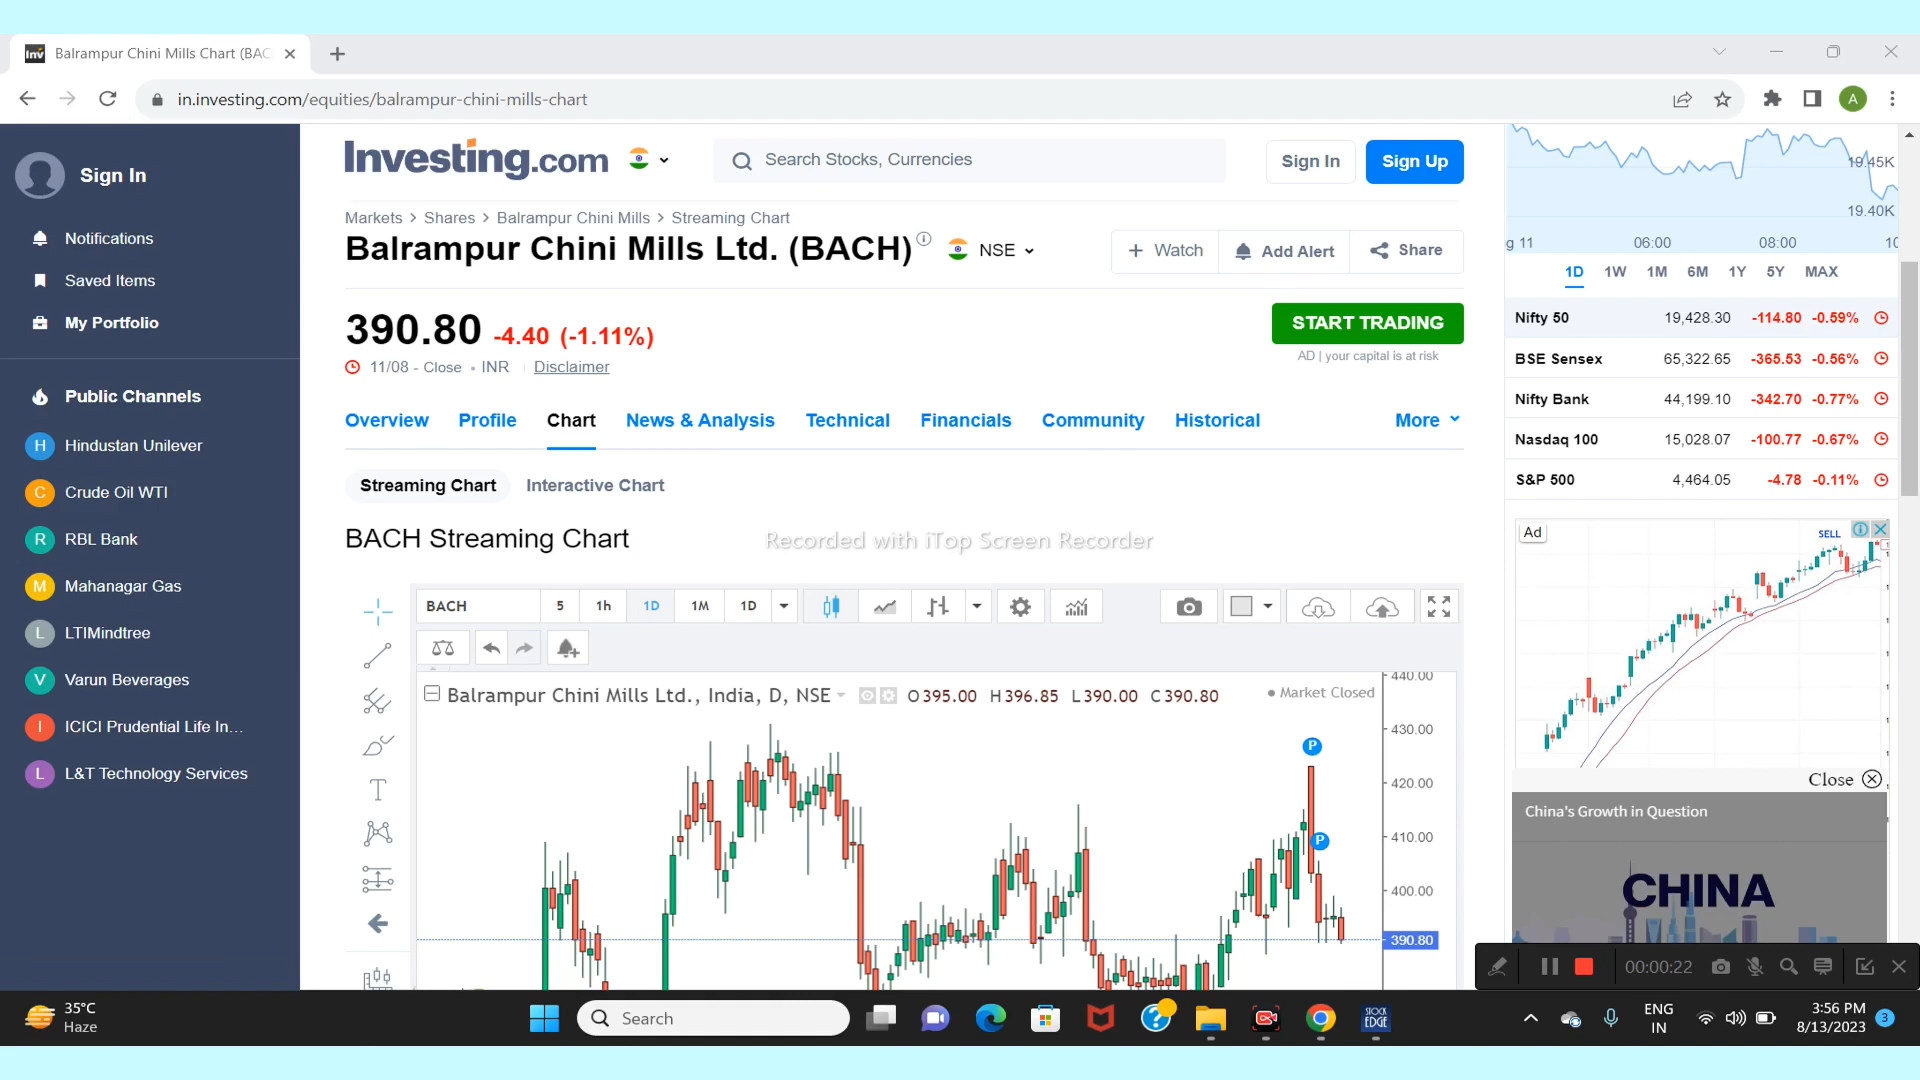 inv Balrampur Chini Mills Chart (BAC
in.investing.com/equities/balrampur-chini-mills-chart
A
Sign In
Notifications
Saved Items
My Portfolio
Public Channels
H Hindustan Unilever
C Crude Oil WTI
R RBL Bank
M Mahanagar Gas
L LTIMindtree
V Varun Beverages
I ICICI Prudential Life In...
L L&T Technology Services
Investing.com
Search Stocks, Currencies
Sign In
Sign Up
Markets > Shares > Balrampur Chini Mills > Streaming Chart
Balrampur Chini Mills Ltd. (BACH)
NSE
+ Watch
Add Alert
Share
390.80 -4.40 (-1.11%)
11/08 - Close • INR
Disclaimer
START TRADING
AD | your capital is at risk
Overview Profile Chart News & Analysis Technical Financials Community Historical More
Streaming Chart Interactive Chart
BACH Streaming Chart
Recorded with iTop Screen Recorder
BACH 5 1h 1D 1M 1D
Balrampur Chini Mills Ltd., India, D, NSE O395.00 H396.85 L390.00 C390.80
Market Closed
P
P
440.00
430.00
420.00
410.00
400.00
390.80
19.45K
19.40K
g 11 06:00 08:00 10
1D 1W 1M 6M 1Y 5Y MAX
Nifty 50 19,428.30 -114.80 -0.59%
BSE Sensex 65,322.65 -365.53 -0.56%
Nifty Bank 44,199.10 -342.70 -0.77%
Nasdaq 100 15,028.07 -100.77 -0.67%
S&P 500 4,464.05 -4.78 -0.11%
Ad
SELL
Close
China's Growth in Question
CHINA
00:00:22
35°C
Haze
Search
STOCK
EDGE
ENG
IN
3:56 PM
8/13/2023
3